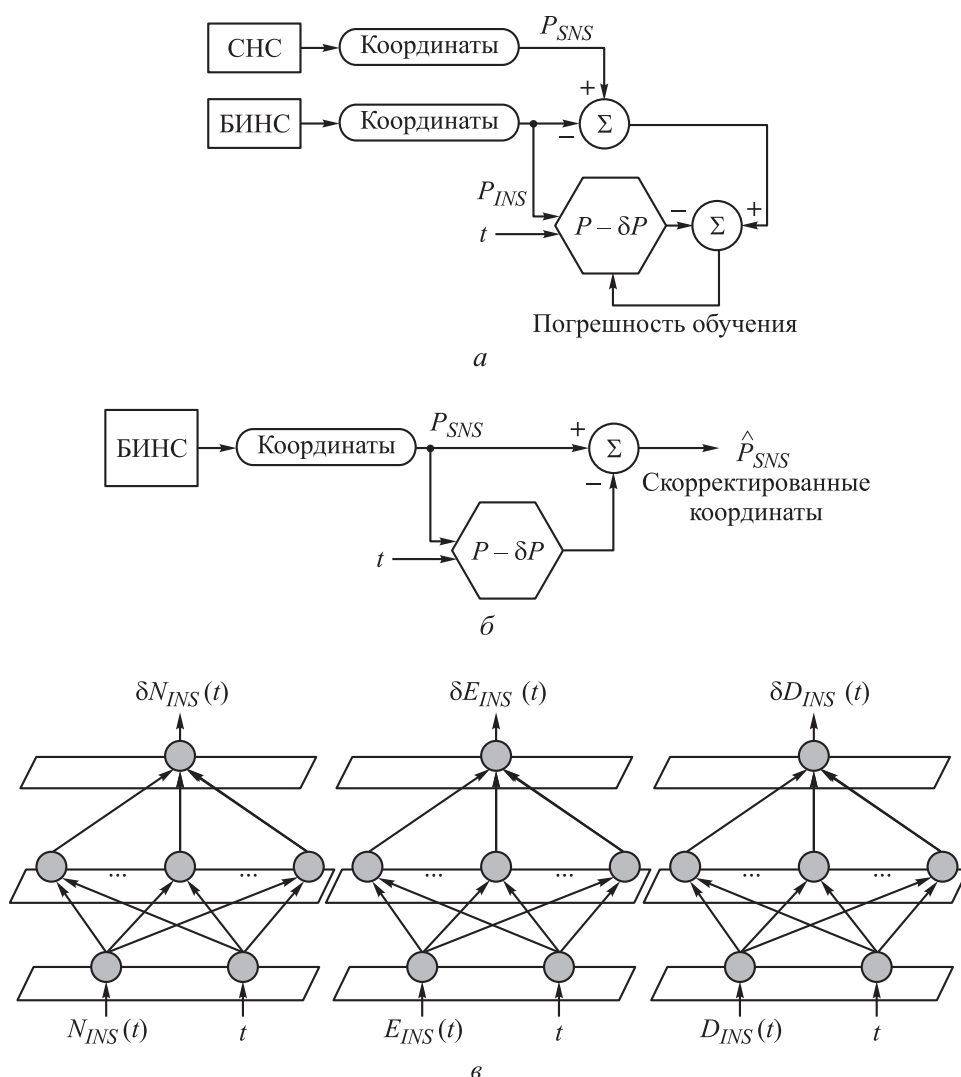 P_SNS
СНС
Координаты
+
БИНС
Координаты
−
Σ
P_INS
t
P – δP
−
Σ
+
Погрешность обучения
а
БИНС
Координаты
P_SNS
+
Σ
P̂_SNS
−
Скорректированные
координаты
t
P – δP
б
δN_INS (t) δE_INS (t) δD_INS (t)
... ... ... ... ... ...
N_INS (t) t E_INS (t) t D_INS (t) t
в